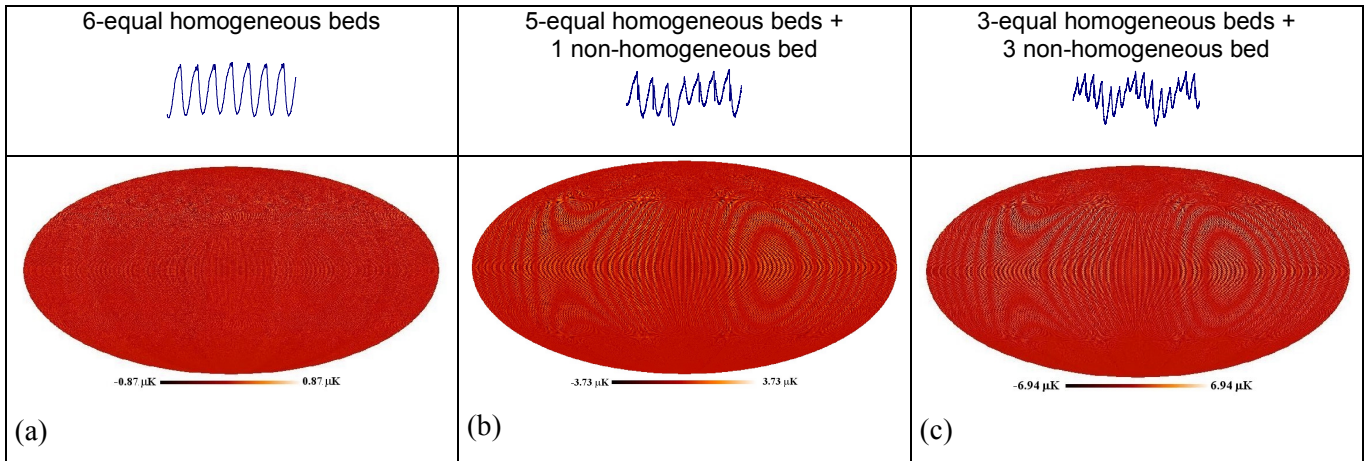 6-equal homogeneous beds
5-equal homogeneous beds +
1 non-homogeneous bed
3-equal homogeneous beds +
3 non-homogeneous bed
-0.87 μK 0.87 μK
-3.73 μK 3.73 μK
-6.94 μK 6.94 μK
(a)
(b)
(c)